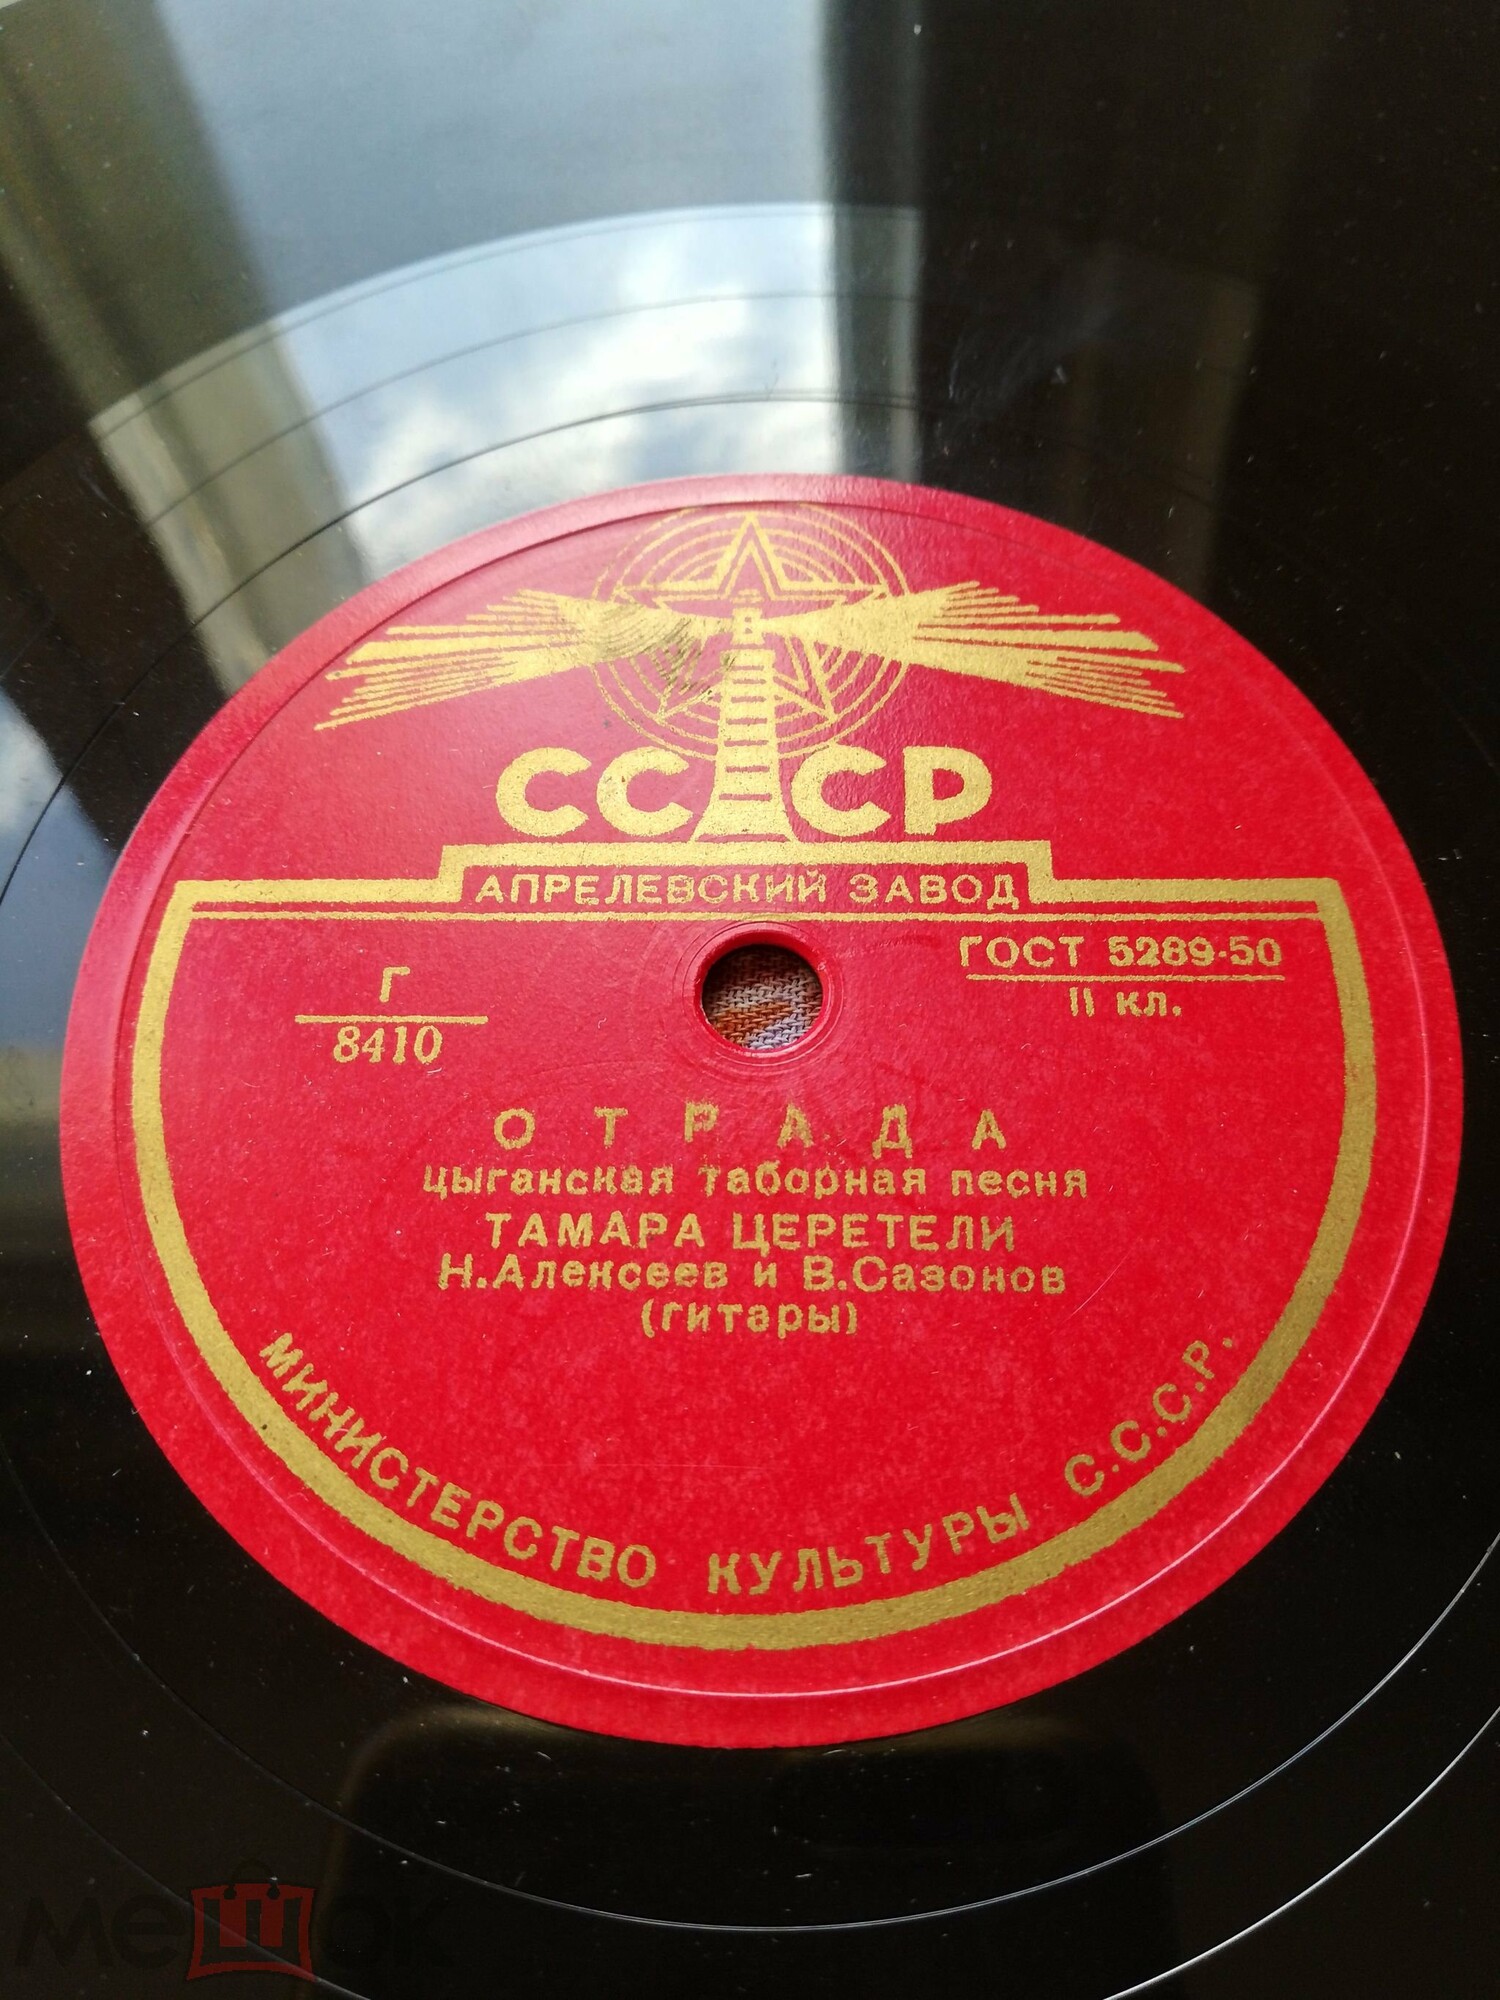 СССР
АПРЕЛЕВСКИЙ ЗАВОД
ГОСТ 5289-50
II кл.
Г
8410
ОТРАДА
цыганская таборная песня
ТАМАРА ЦЕРЕТЕЛИ
Н.Алексеев и В.Сазонов
(гитары)
МИНИСТЕРСТВО КУЛЬТУРЫ С.С.С.Р.
мешок